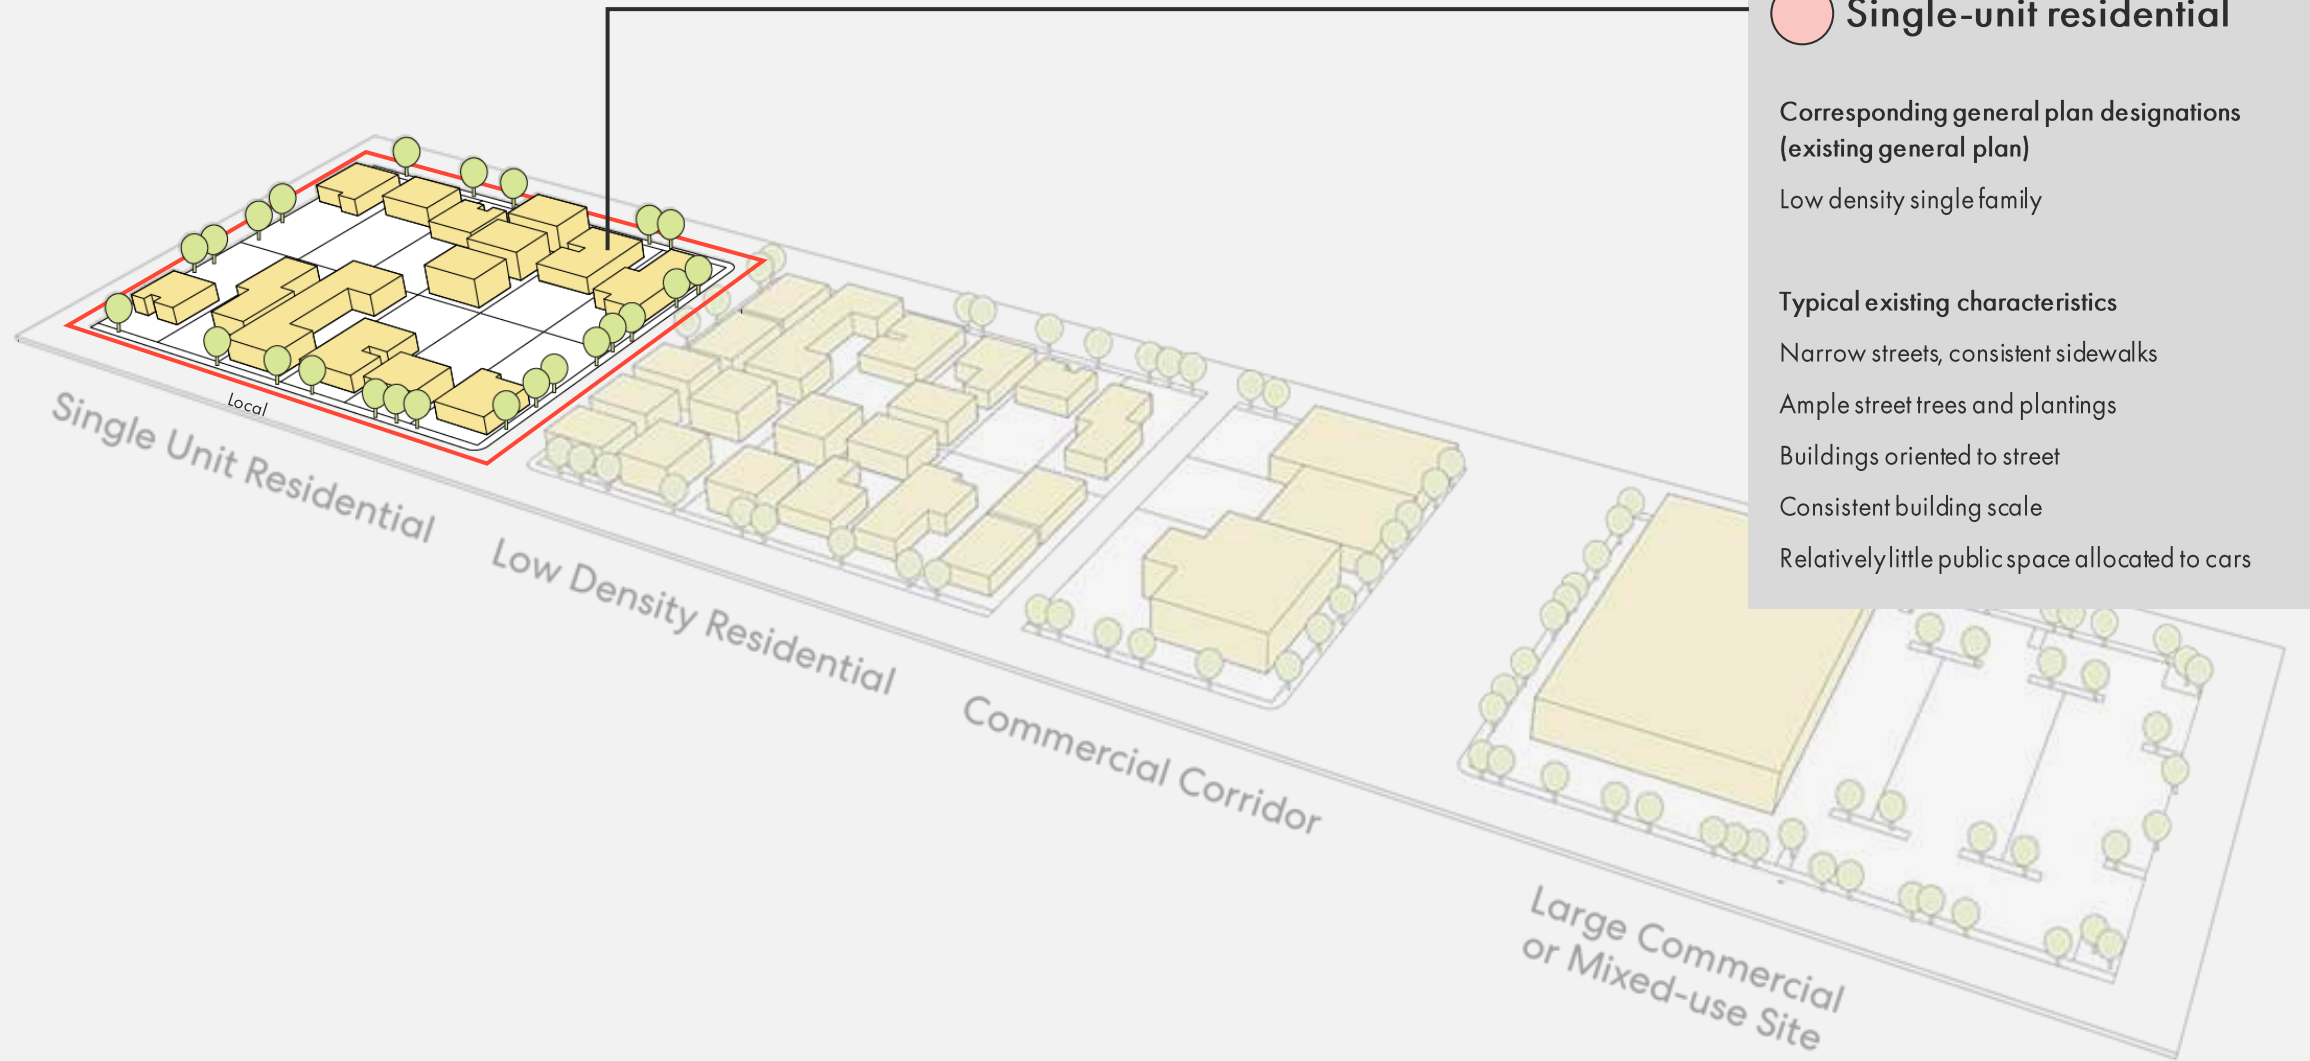 Single-unit residential
Corresponding general plan designations
(existing general plan)
Low density single family
Typical existing characteristics
Narrow streets, consistent sidewalks
Ample street trees and plantings
Buildings oriented to street
Consistent building scale
Relatively little public space allocated to cars
Local
Single Unit Residential
Low Density Residential
Commercial Corridor
Large Commercial
or Mixed-use Site